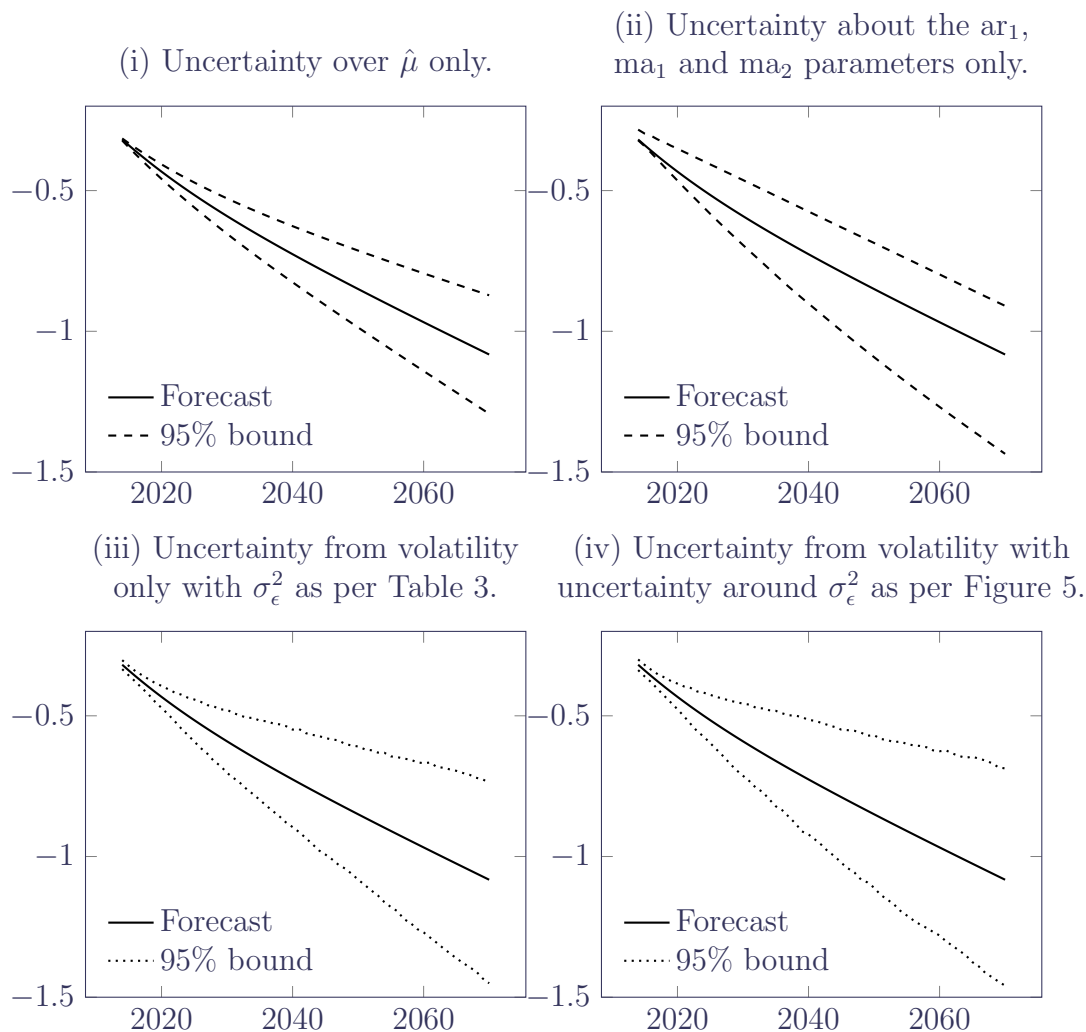 (i) Uncertainty over μ̂ only.
−0.5
−1
−1.5
2020 2040 2060
Forecast
95% bound
(ii) Uncertainty about the ar₁,
ma₁ and ma₂ parameters only.
−0.5
−1
−1.5
2020 2040 2060
Forecast
95% bound
(iii) Uncertainty from volatility
only with σ²ϵ as per Table 3.
−0.5
−1
−1.5
2020 2040 2060
Forecast
95% bound
(iv) Uncertainty from volatility with
uncertainty around σ²ϵ as per Figure 5.
−0.5
−1
−1.5
2020 2040 2060
Forecast
95% bound